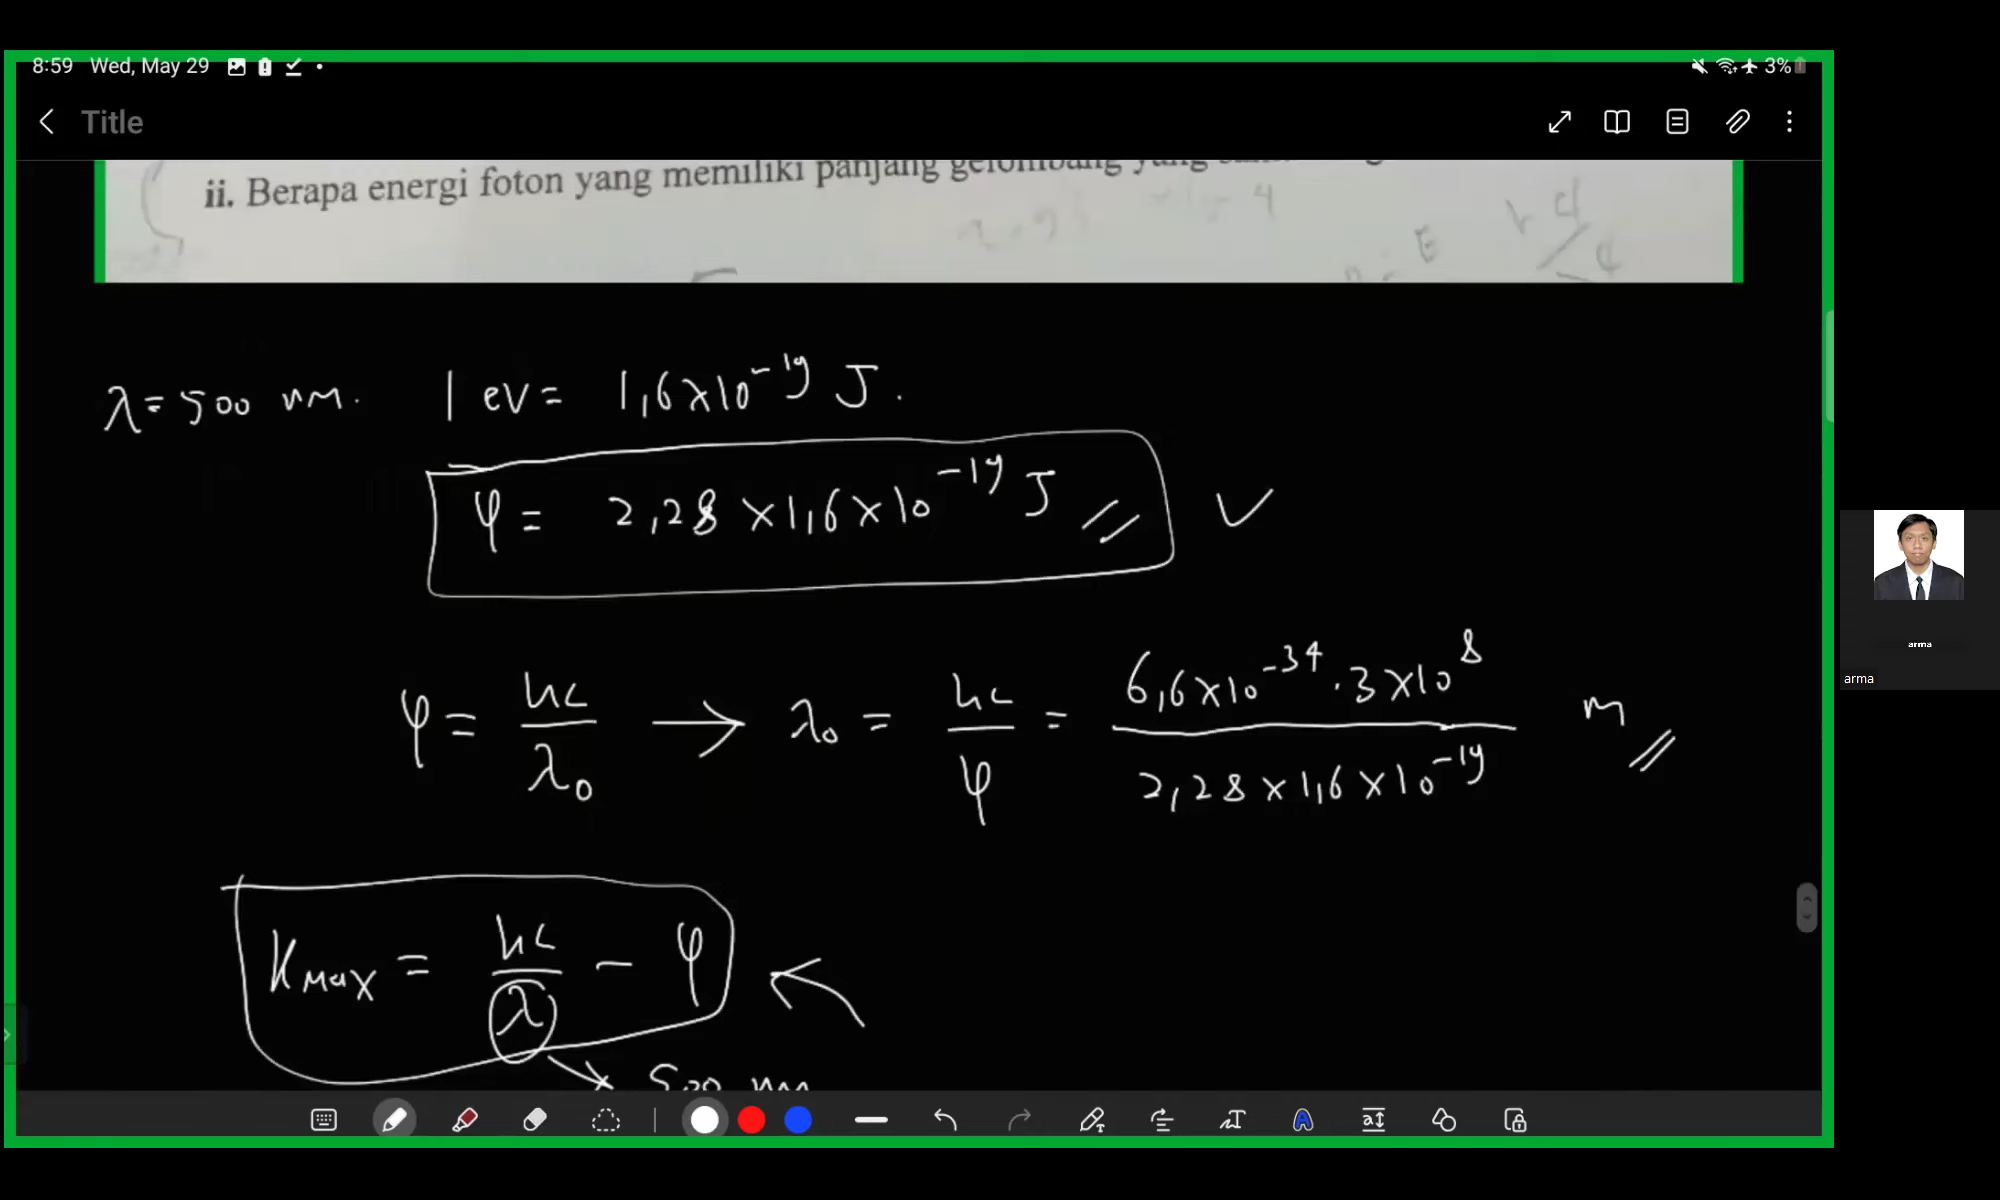 8:59 Wed, May 29
3%
Title
ii. Berapa energi foton yang memiliki panjang gelombang yang
λ = 500 nm. 1 eV = 1,6×10⁻¹⁹ J.
φ = 2,28 × 1,6 × 10⁻¹⁹ J
φ = hc/λ₀ → λ₀ = hc/φ = 6,6×10⁻³⁴ . 3×10⁸ / 2,28 × 1,6 × 10⁻¹⁹ m
Kmax = hc/λ - φ
500 nm
arma
arma